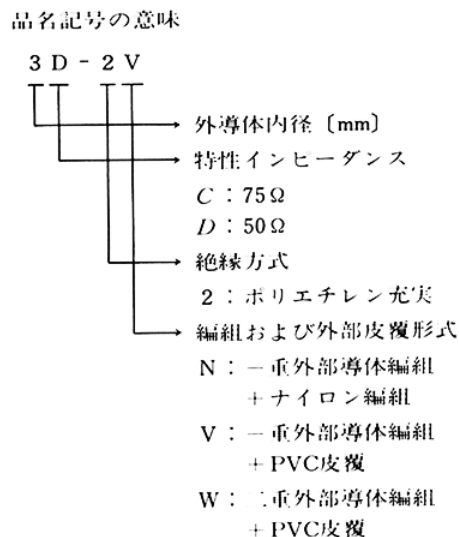 品名記号の意味
3D-2V
外導体内径〔mm〕
特性インピーダンス
C：75Ω
D：50Ω
絶縁方式
2：ポリエチレン充実
編組および外部皮覆形式
N：一重外部導体編組
+ナイロン編組
V：一重外部導体編組
+PVC皮覆
W：二重外部導体編組
+PVC皮覆